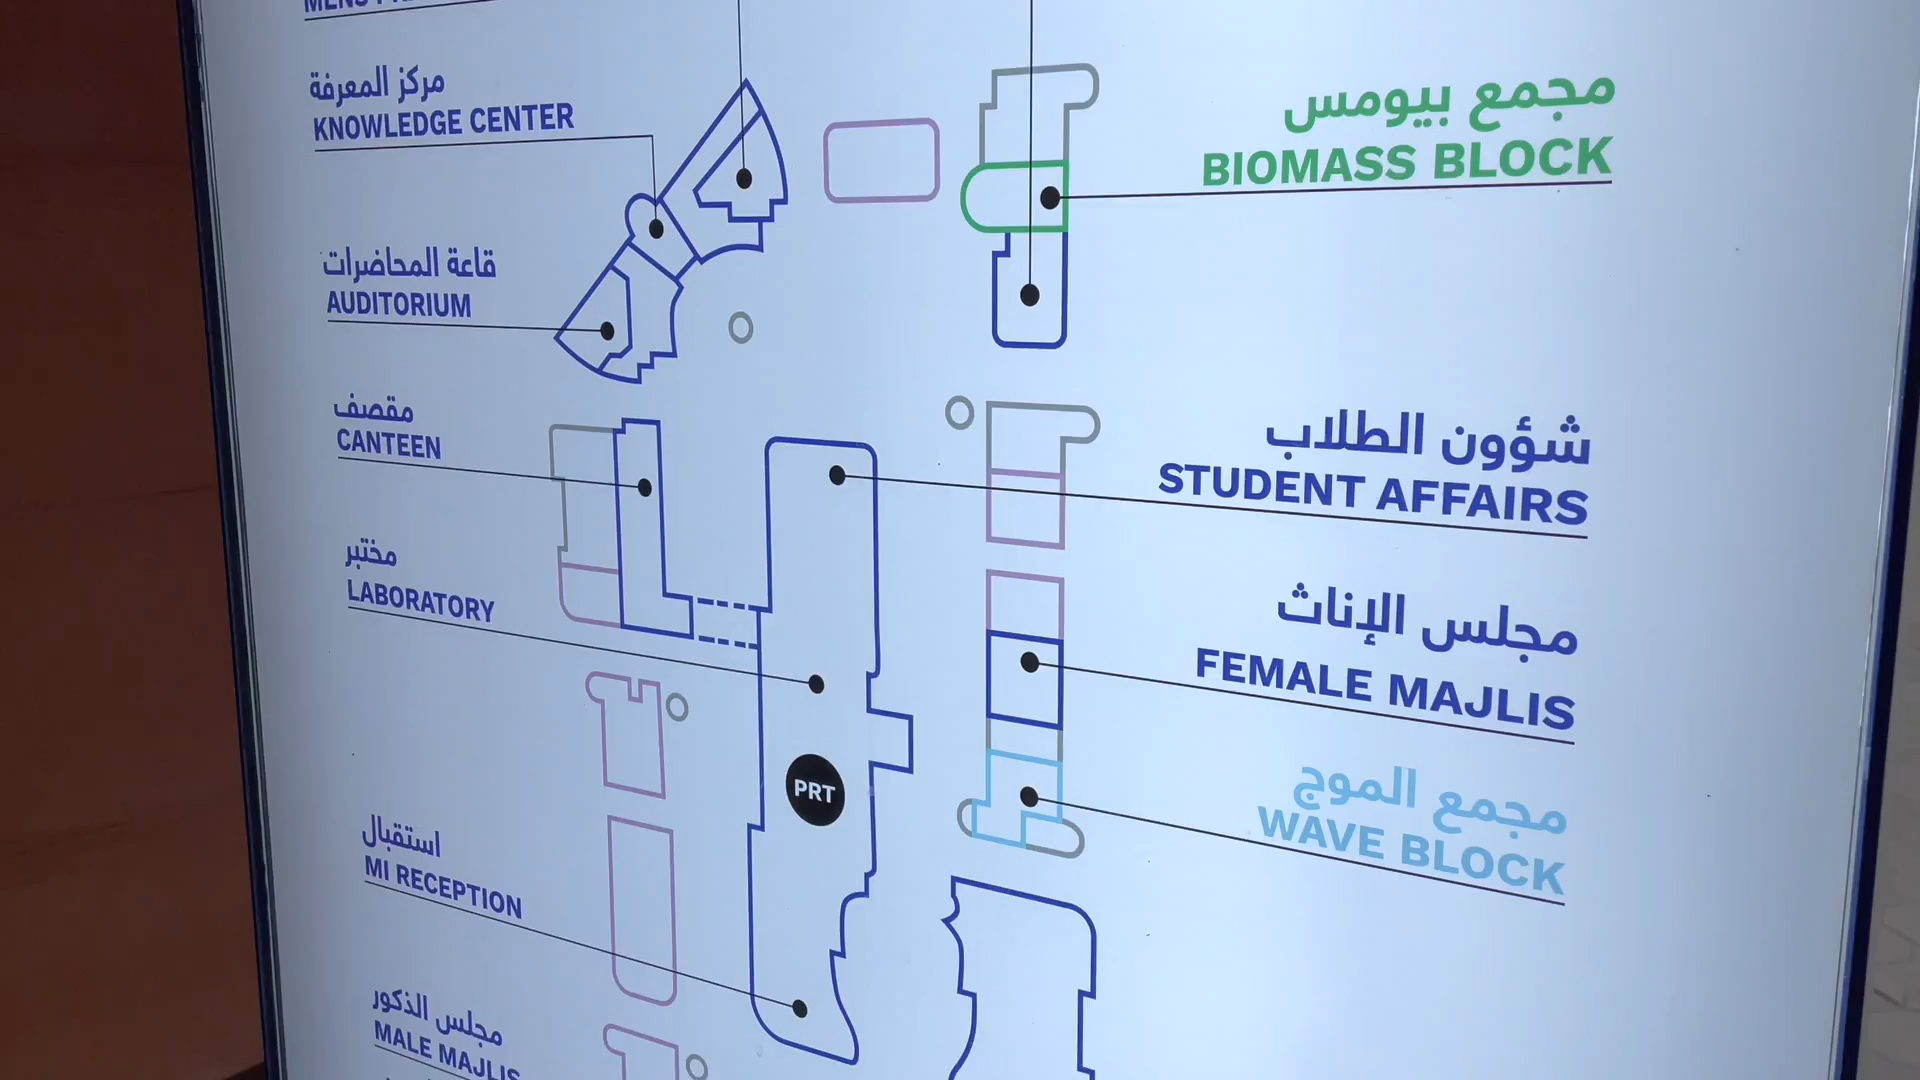 مركز المعرفة
KNOWLEDGE CENTER
قاعة المحاضرات
AUDITORIUM
مقصف
CANTEEN
مختبر
LABORATORY
استقبال
MI RECEPTION
مجلس الذكور
MALE MAJLIS
PRT
مجمع بيومس
BIOMASS BLOCK
شؤون الطلاب
STUDENT AFFAIRS
مجلس الإناث
FEMALE MAJLIS
مجمع الموج
WAVE BLOCK